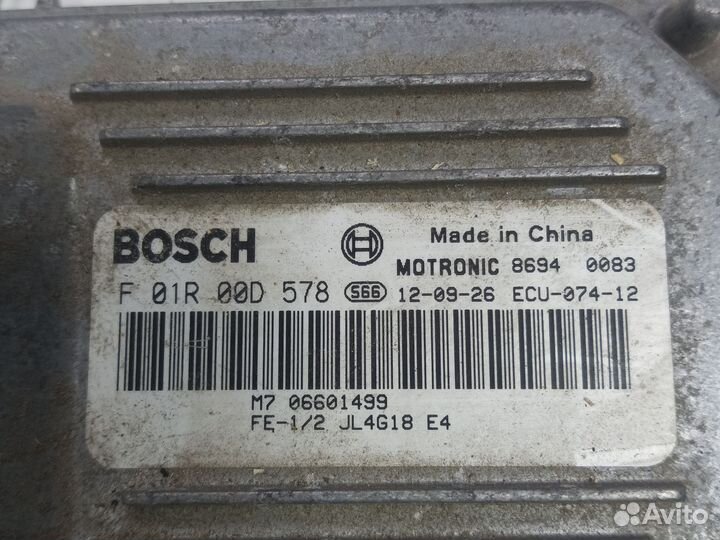 BOSCH
Made in China
MOTRONIC 8694 0083
F 01R 00D 578 S66 12-09-26 ECU-074-12
M7 06601499
FE-1/2 JL4G18 E4
Avito